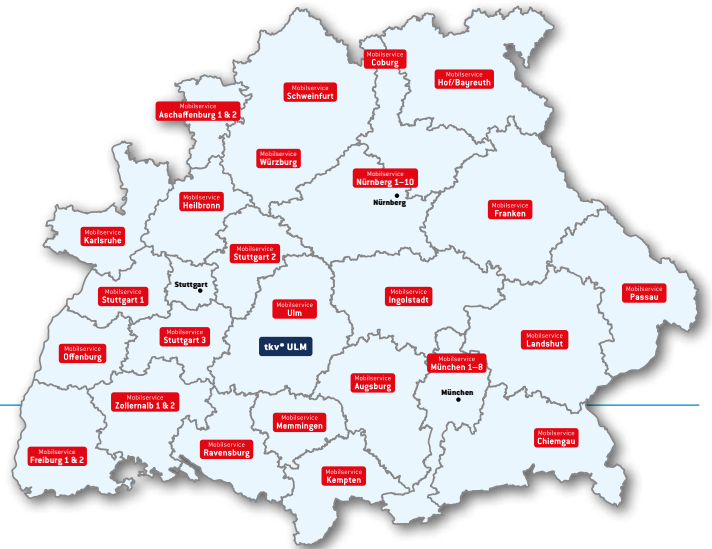 Mobilservice
Coburg
Mobilservice
Hof/Bayreuth
Mobilservice
Schweinfurt
Mobilservice
Aschaffenburg 1 & 2
Mobilservice
Würzburg
Mobilservice
Nürnberg 1–10
Nürnberg
Mobilservice
Heilbronn
Mobilservice
Franken
Mobilservice
Karlsruhe
Mobilservice
Stuttgart 2
Stuttgart
Mobilservice
Stuttgart 1
Mobilservice
Ingolstadt
Mobilservice
Passau
Mobilservice
Ulm
Mobilservice
Stuttgart 3
Mobilservice
Landshut
tkv® ULM
Mobilservice
Offenburg
Mobilservice
München 1–8
München
Mobilservice
Augsburg
Mobilservice
Zollernalb 1 & 2
Mobilservice
Memmingen
Mobilservice
Chiemgau
Mobilservice
Ravensburg
Mobilservice
Freiburg 1 & 2
Mobilservice
Kempten